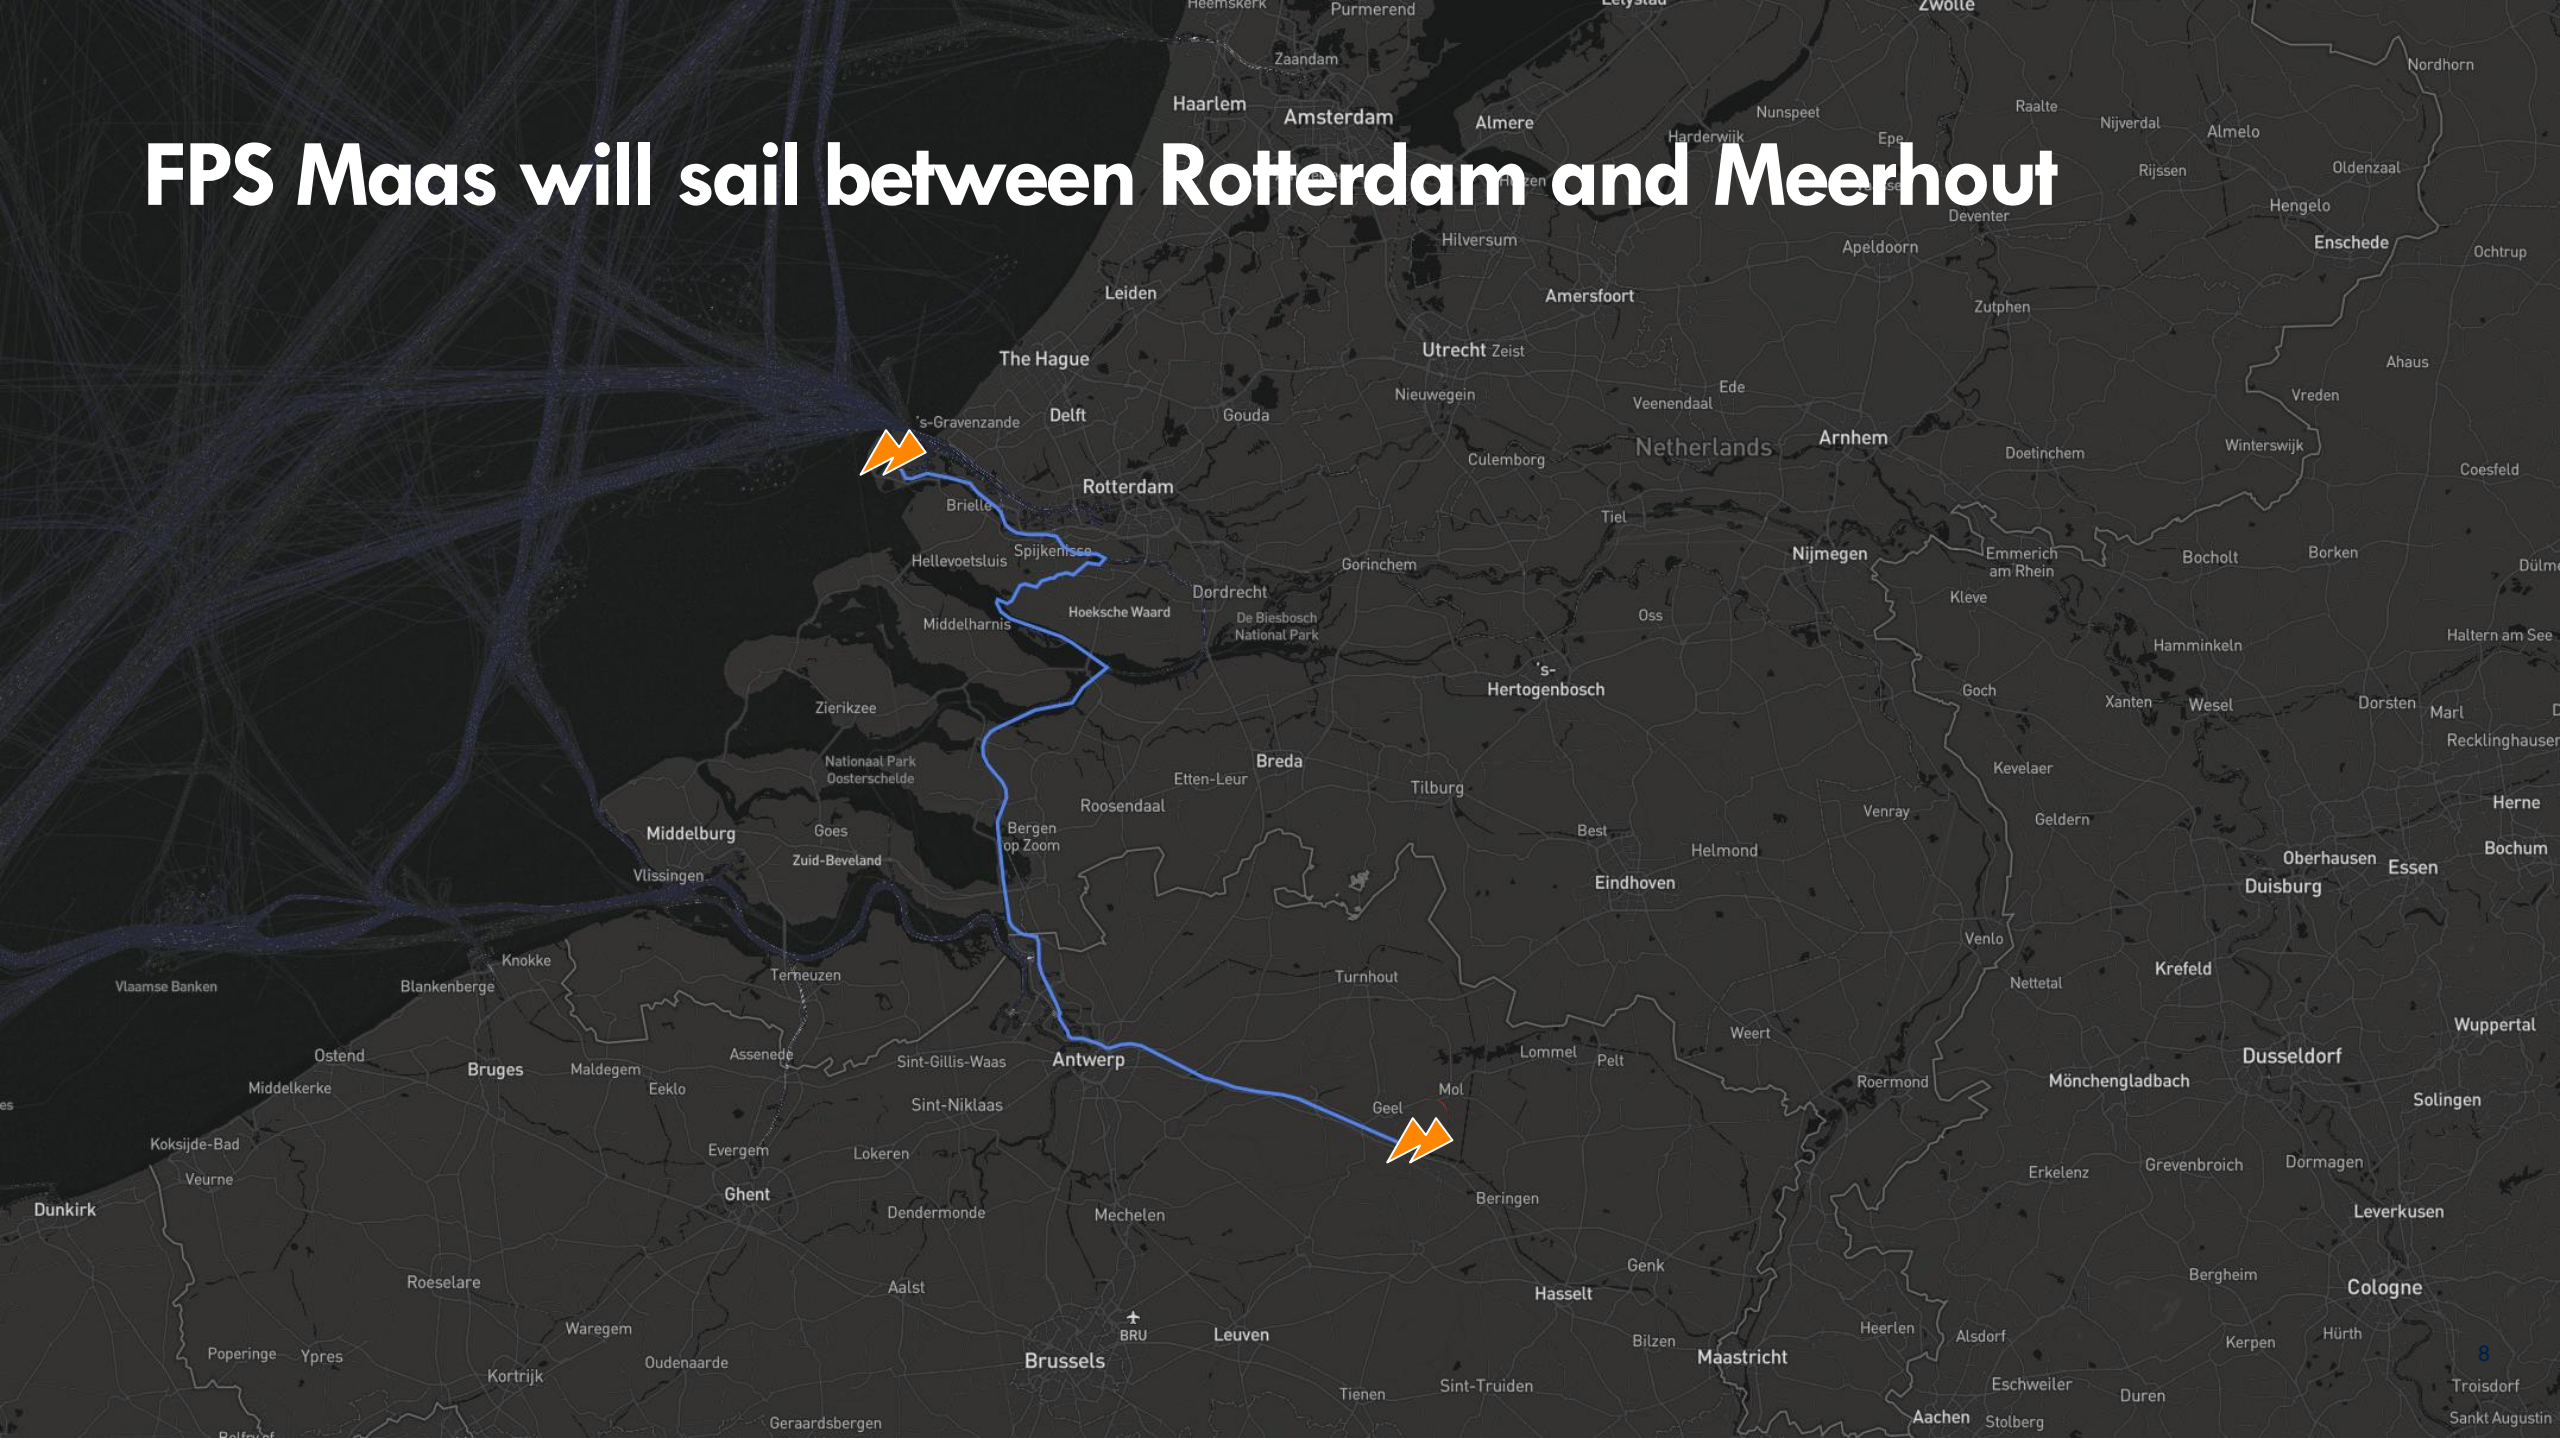 Heemskerk
Purmerend
Lelystad
Zwolle
Zaandam
Nordhorn
Haarlem
Amsterdam
Almere
Nunspeet
Raalte
Harderwijk
Epe
Nijverdal
Almelo
FPS Maas will sail between Rotterdam and Meerhout
Rijssen
Oldenzaal
Hengelo
Deventer
Enschede
Hilversum
Apeldoorn
Ochtrup
Leiden
Amersfoort
Zutphen
The Hague
Utrecht
Zeist
Ahaus
Nieuwegein
Ede
Vreden
's-Gravenzande
Delft
Gouda
Veenendaal
Netherlands
Arnhem
Winterswijk
Culemborg
Doetinchem
Coesfeld
Rotterdam
Brielle
Tiel
Spijkenisse
Hellevoetsluis
Gorinchem
Nijmegen
Emmerich
am Rhein
Bocholt
Borken
Dülme
Dordrecht
Kleve
Hoeksche Waard
De Biesbosch
National Park
Oss
Middelharnis
Hamminkeln
Haltern am See
's-
Hertogenbosch
Goch
Xanten
Wesel
Dorsten
Marl
Zierikzee
Recklinghausen
Nationaal Park
Oosterschelde
Breda
Etten-Leur
Tilburg
Kevelaer
Roosendaal
Herne
Venray
Geldern
Middelburg
Goes
Bergen
op Zoom
Best
Helmond
Bochum
Zuid-Beveland
Oberhausen
Essen
Vlissingen
Eindhoven
Duisburg
Venlo
Knokke
Krefeld
Vlaamse Banken
Blankenberge
Terneuzen
Turnhout
Nettetal
Wuppertal
Weert
Ostend
Assenede
Sint-Gillis-Waas
Antwerp
Lommel
Pelt
Dusseldorf
Bruges
Maldegem
Middelkerke
Eeklo
Mol
Roermond
Mönchengladbach
es
Sint-Niklaas
Geel
Solingen
Koksijde-Bad
Evergem
Lokeren
Veurne
Erkelenz
Grevenbroich
Dormagen
Ghent
Beringen
Dunkirk
Dendermonde
Mechelen
Leverkusen
Genk
Bergheim
Roeselare
Aalst
Hasselt
Cologne
Waregem
BRU
Leuven
Bilzen
Heerlen
Alsdorf
Kerpen
Hürth
Poperinge
Ypres
Oudenaarde
Brussels
Maastricht
8
Kortrijk
Tienen
Sint-Truiden
Eschweiler
Duren
Troisdorf
Geraardsbergen
Aachen
Stolberg
Sankt Augustin